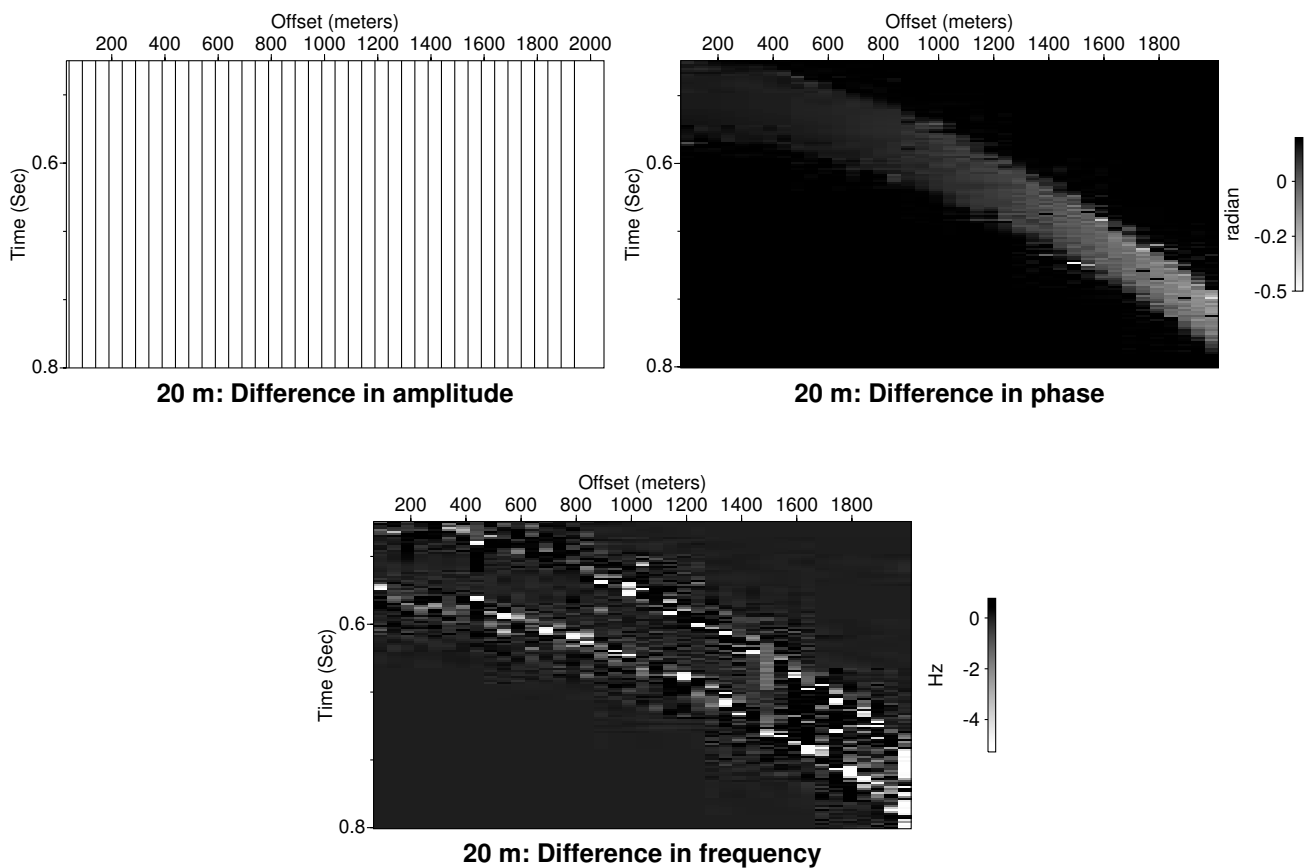 Offset (meters)
200 400 600 800 1000 1200 1400 1600 1800 2000
Time (Sec)
0.6
0.8
20 m: Difference in amplitude
Offset (meters)
200 400 600 800 1000 1200 1400 1600 1800
Time (Sec)
0.6
0.8
radian
0
-0.2
-0.5
20 m: Difference in phase
Offset (meters)
200 400 600 800 1000 1200 1400 1600 1800
Time (Sec)
0.6
0.8
Hz
0
-2
-4
20 m: Difference in frequency